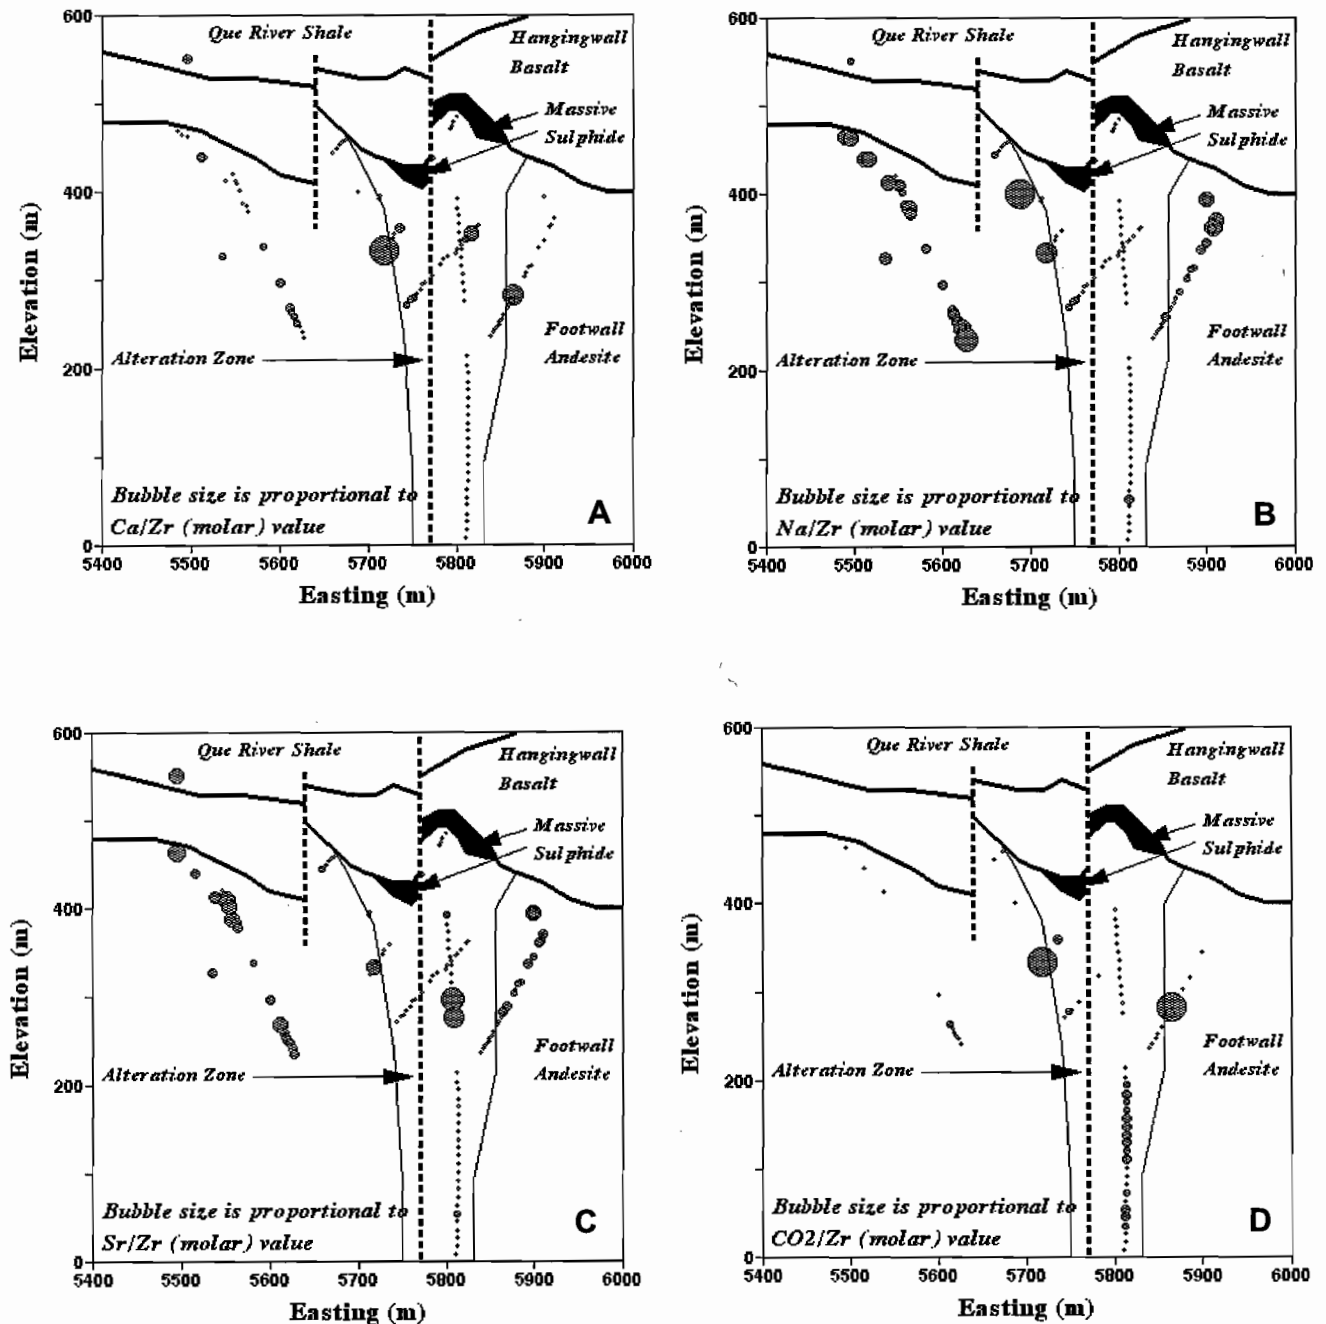 600
400
200
0
Elevation (m)
Que River Shale
Hangingwall
Basalt
Massive
Sulphide
Footwall
Andesite
Alteration Zone
Bubble size is proportional to
Ca/Zr (molar) value
A
5400 5500 5600 5700 5800 5900 6000
Easting (m)
600
400
200
0
Elevation (m)
Que River Shale
Hangingwall
Basalt
Massive
Sulphide
Footwall
Andesite
Alteration Zone
Bubble size is proportional to
Na/Zr (molar) value
B
5400 5500 5600 5700 5800 5900 6000
Easting (m)
600
400
200
0
Elevation (m)
Que River Shale
Hangingwall
Basalt
Massive
Sulphide
Footwall
Andesite
Alteration Zone
Bubble size is proportional to
Sr/Zr (molar) value
C
5400 5500 5600 5700 5800 5900 6000
Easting (m)
600
400
200
0
Elevation (m)
Que River Shale
Hangingwall
Basalt
Massive
Sulphide
Footwall
Andesite
Alteration Zone
Bubble size is proportional to
CO2/Zr (molar) value
D
5400 5500 5600 5700 5800 5900 6000
Easting (m)